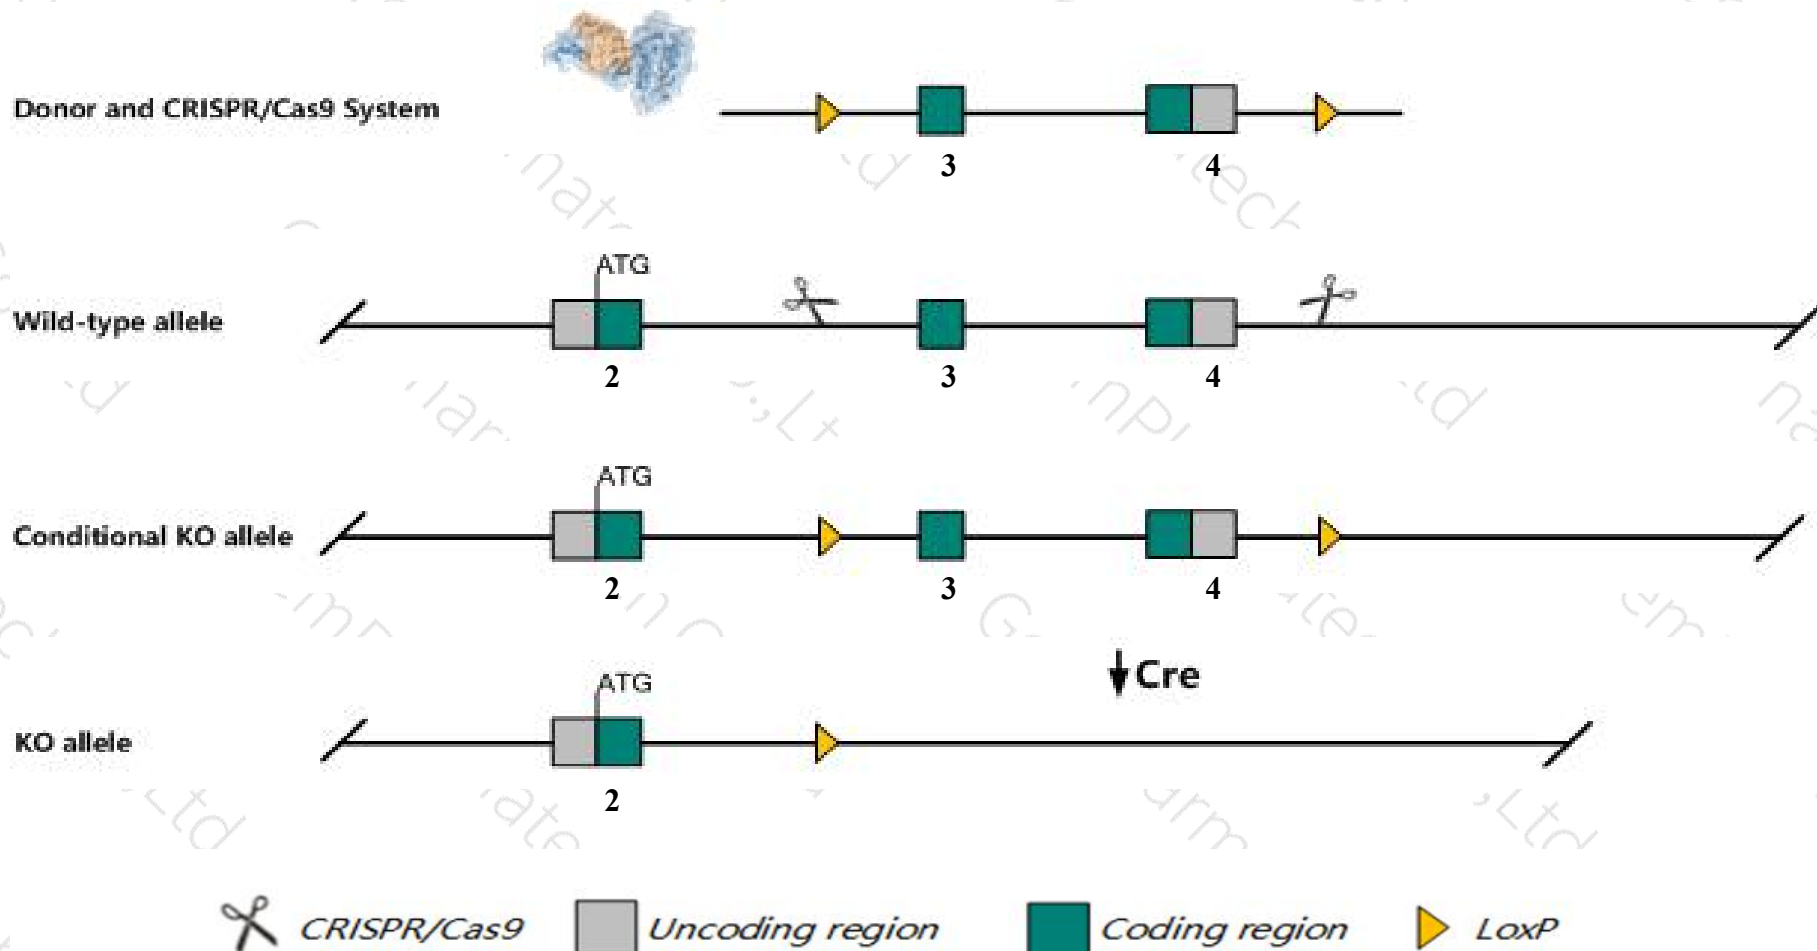 Donor and CRISPR/Cas9 System
3 4
ATG
Wild-type allele
2 3 4
ATG
Conditional KO allele
2 3 4
Cre
ATG
KO allele
2
CRISPR/Cas9 Uncoding region Coding region LoxP